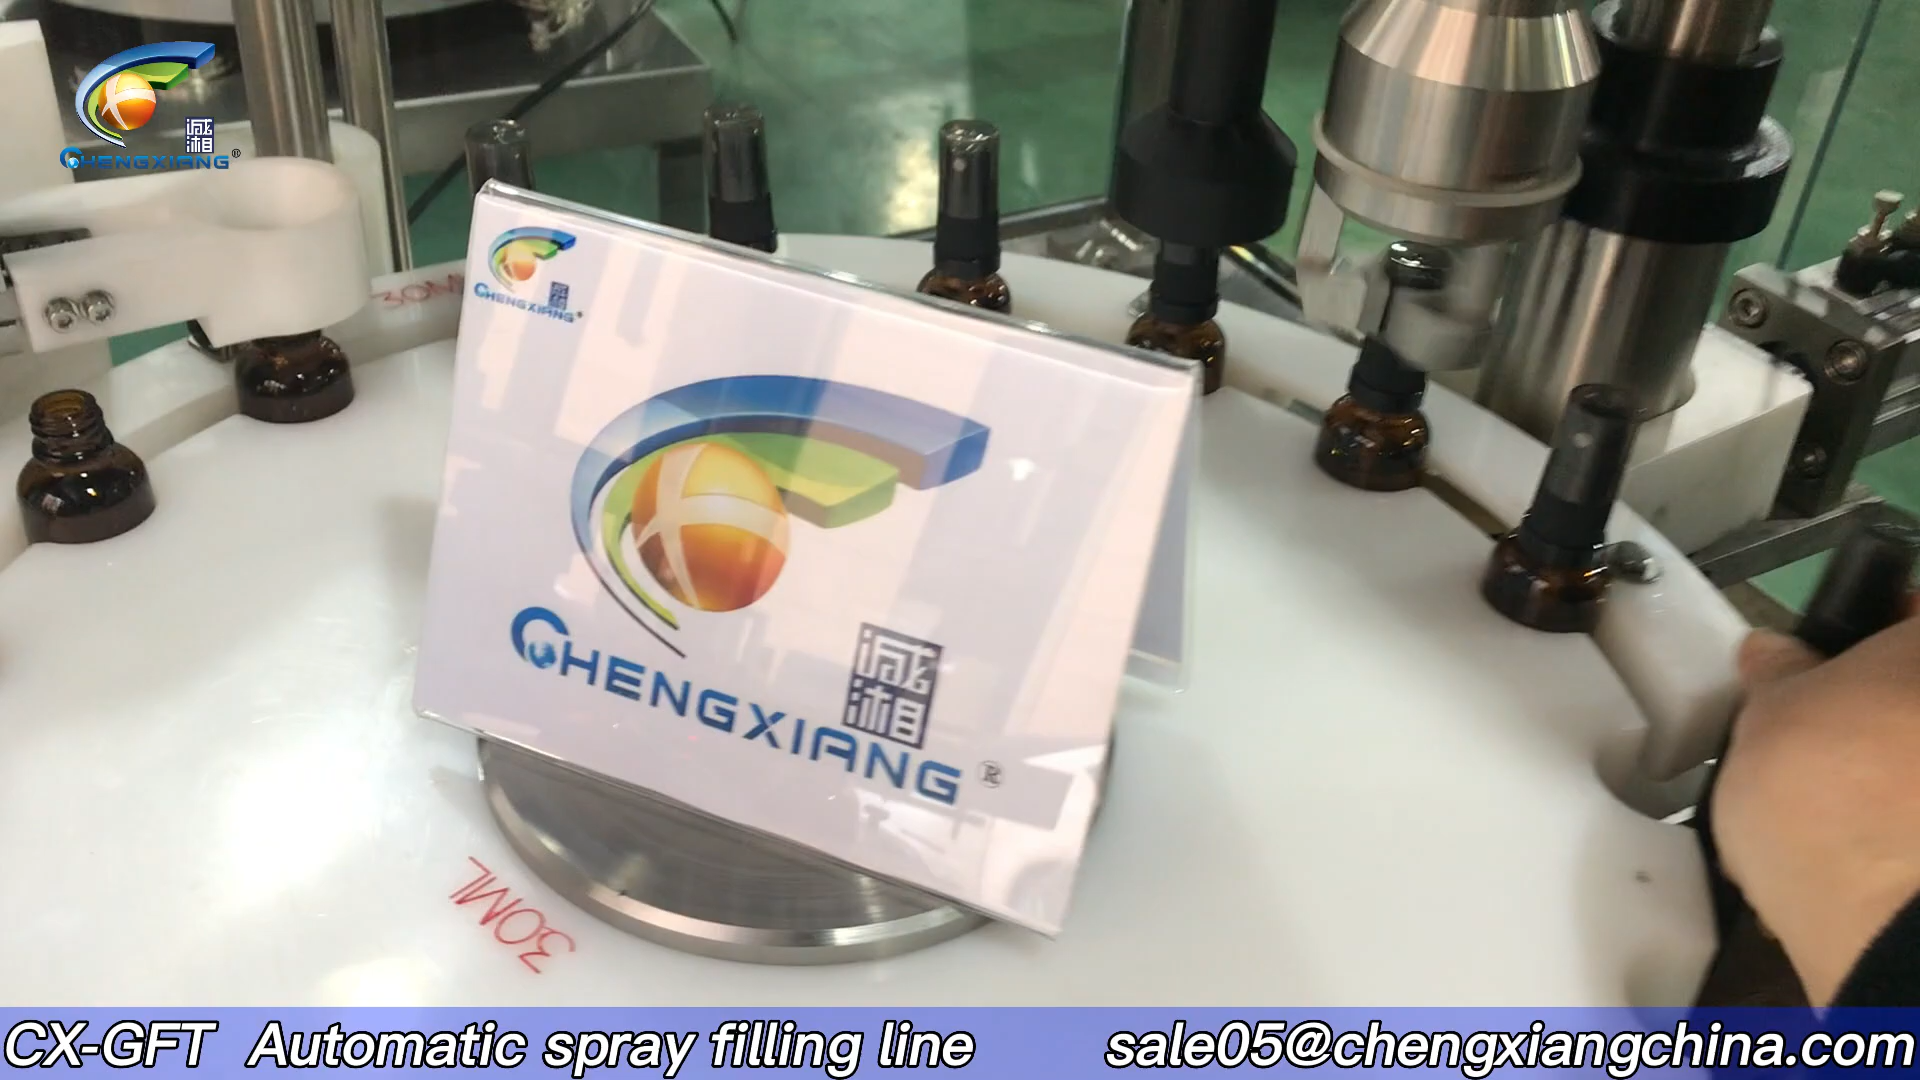 诚湘
CHENGXIANG®
30ML
诚湘
CHENGXIANG®
诚湘
CHENGXIANG®
30ML
CX-GFT Automatic spray filling line
sale05@chengxiangchina.com